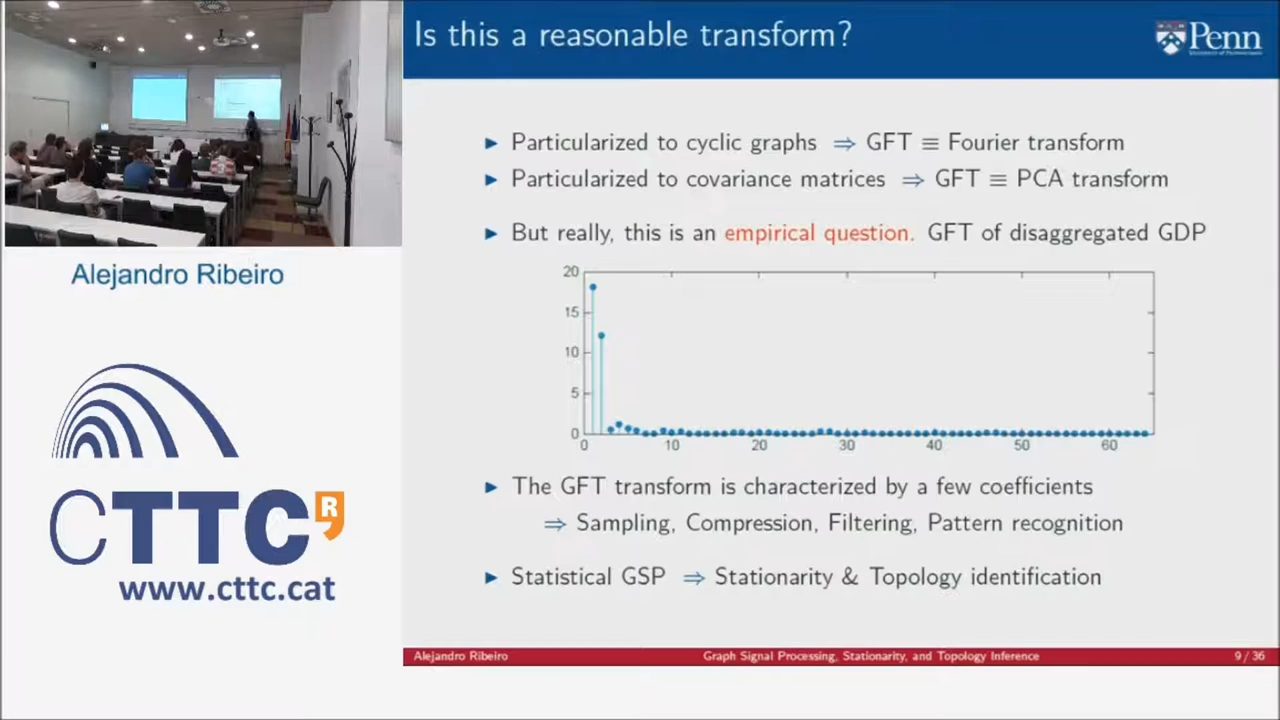 Is this a reasonable transform?
Penn
Particularized to cyclic graphs ⇒ GFT ≡ Fourier transform
Particularized to covariance matrices ⇒ GFT ≡ PCA transform
But really, this is an empirical question. GFT of disaggregated GDP
20
15
10
5
0
0 10 20 30 40 50 60
The GFT transform is characterized by a few coefficients
⇒ Sampling, Compression, Filtering, Pattern recognition
Statistical GSP ⇒ Stationarity & Topology identification
Alejandro Ribeiro Graph Signal Processing, Stationarity, and Topology Inference 9 / 36
Alejandro Ribeiro
CTTC R
www.cttc.cat